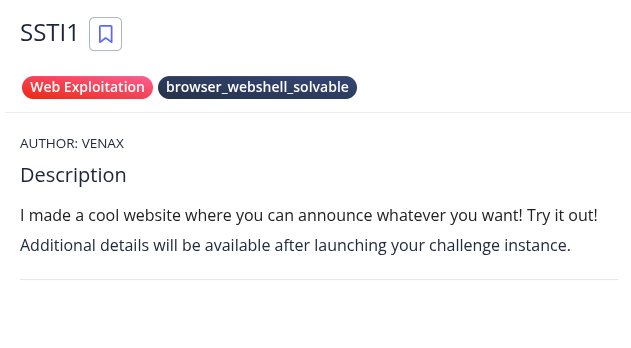 SSTI1
Web Exploitation browser_webshell_solvable
AUTHOR: VENAX
Description
I made a cool website where you can announce whatever you want! Try it out!
Additional details will be available after launching your challenge instance.